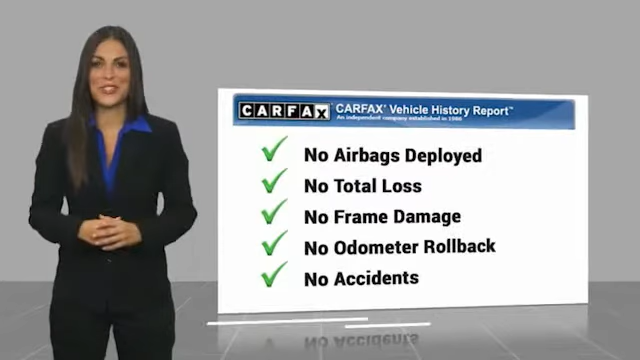 CARFAX CARFAX® Vehicle History Report™
An independent company established in 1986
No Airbags Deployed
No Total Loss
No Frame Damage
No Odometer Rollback
No Accidents